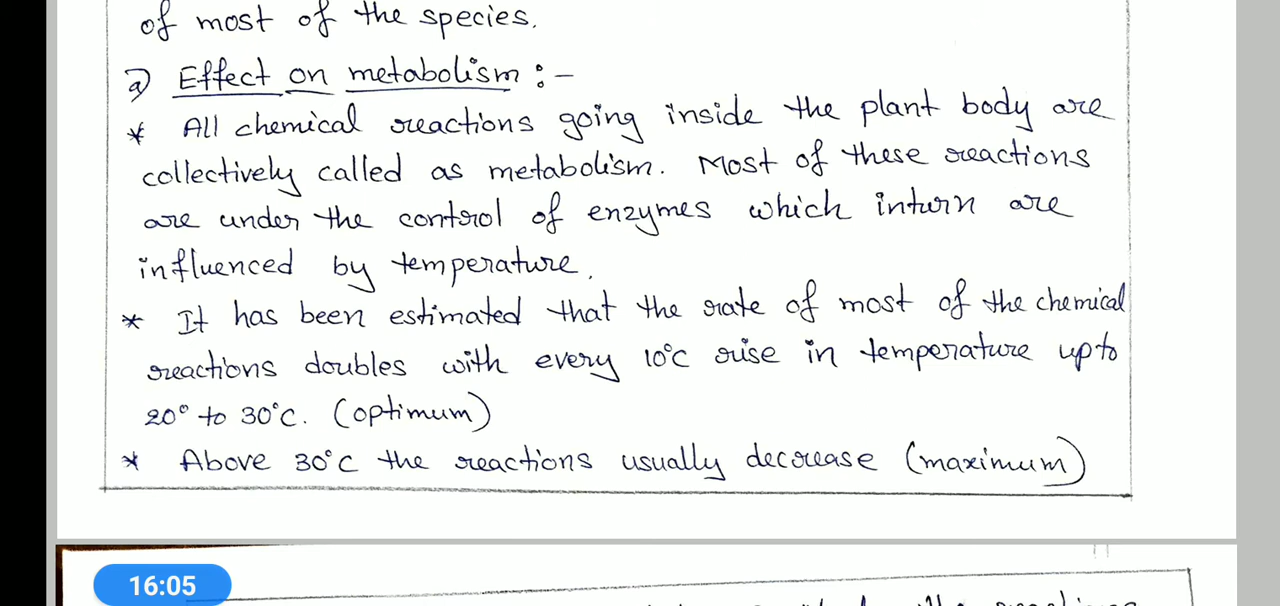 of most of the species.
a) Effect on metabolism :-
* All chemical reactions going inside the plant body are
collectively called as metabolism. Most of these reactions
are under the control of enzymes which inturn are
influenced by temperature.
* It has been estimated that the rate of most of the chemical
reactions doubles with every 10°c rise in temperature upto
20° to 30°c. (optimum)
* Above 30°c the reactions usually decrease (maximum)
16:05